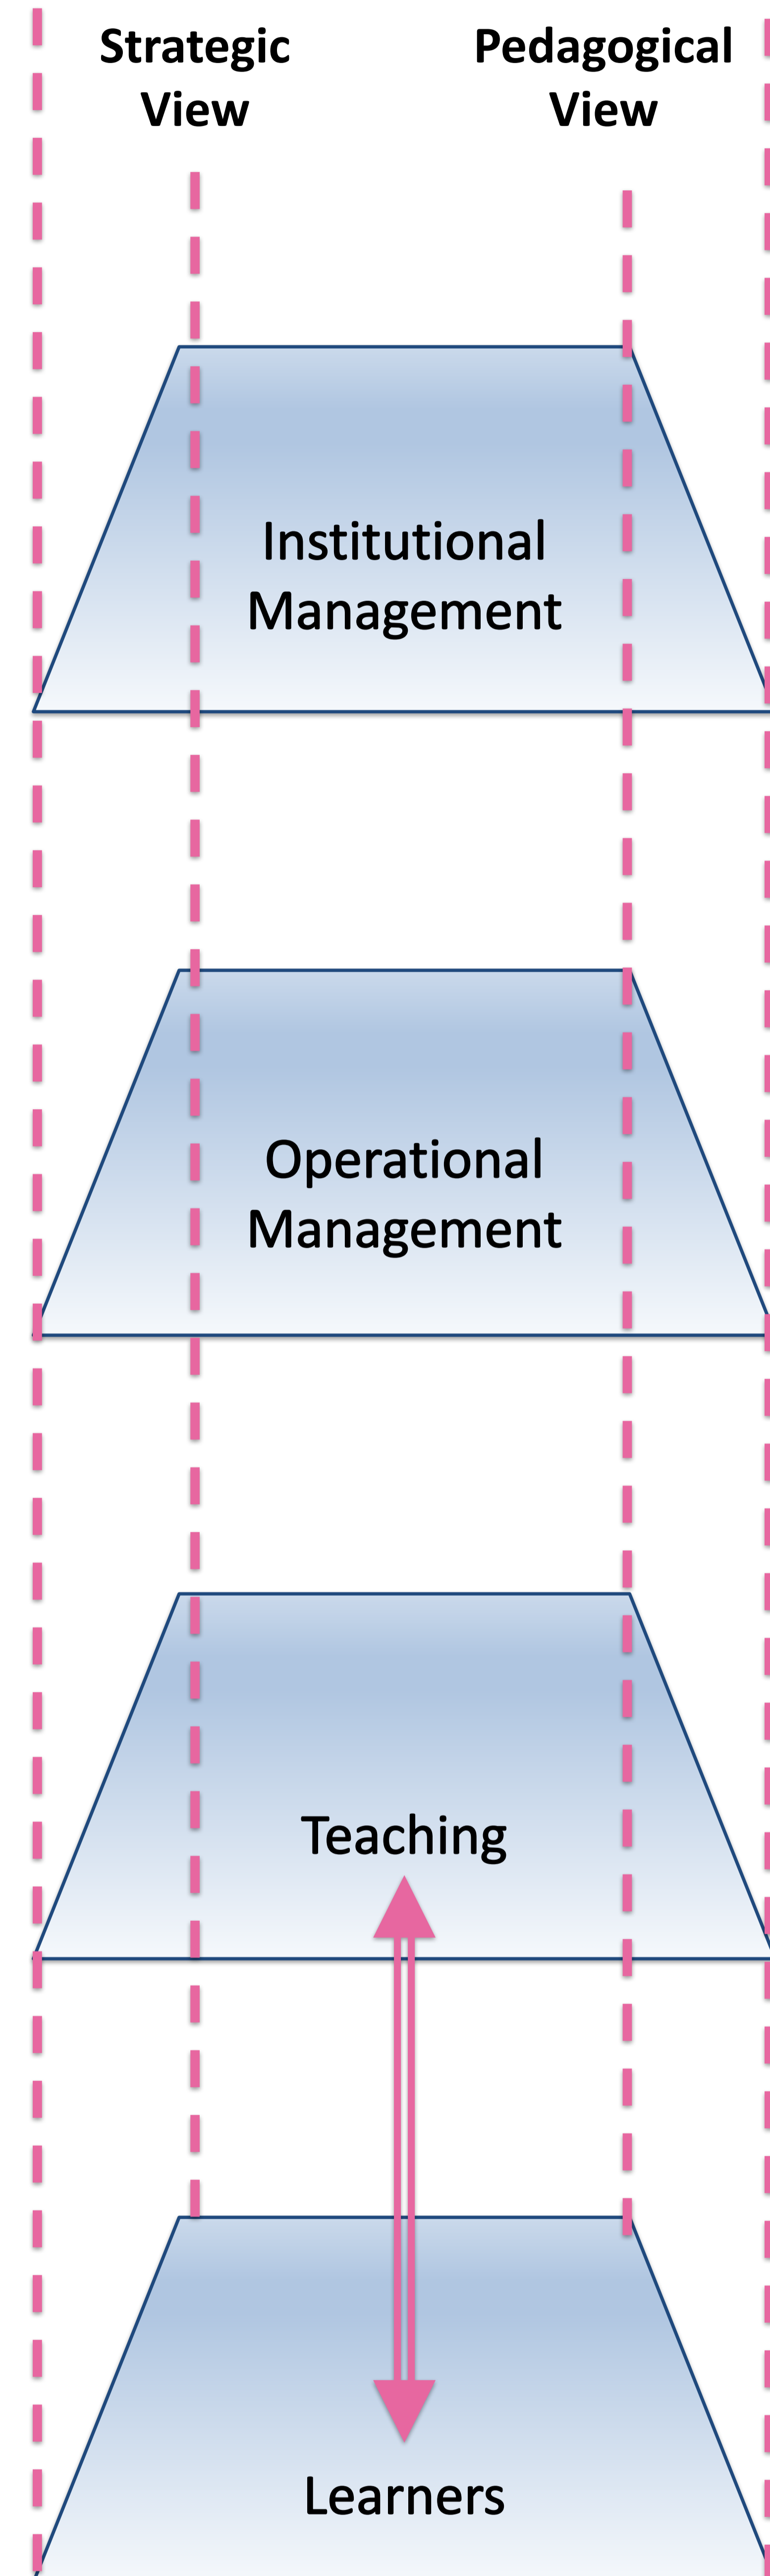 Strategic
View
Pedagogical
View
Institutional
Management
Operational
Management
Teaching
Learners